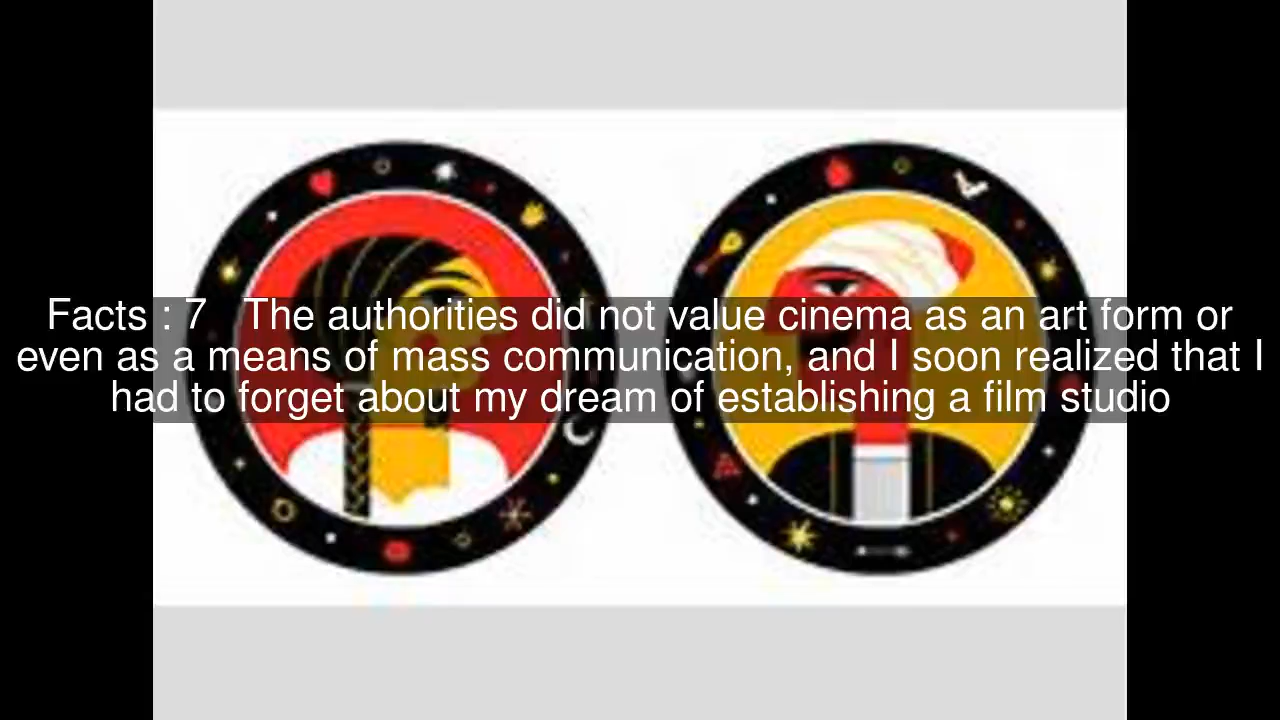 Facts : 7 The authorities did not value cinema as an art form or
even as a means of mass communication, and I soon realized that I
had to forget about my dream of establishing a film studio